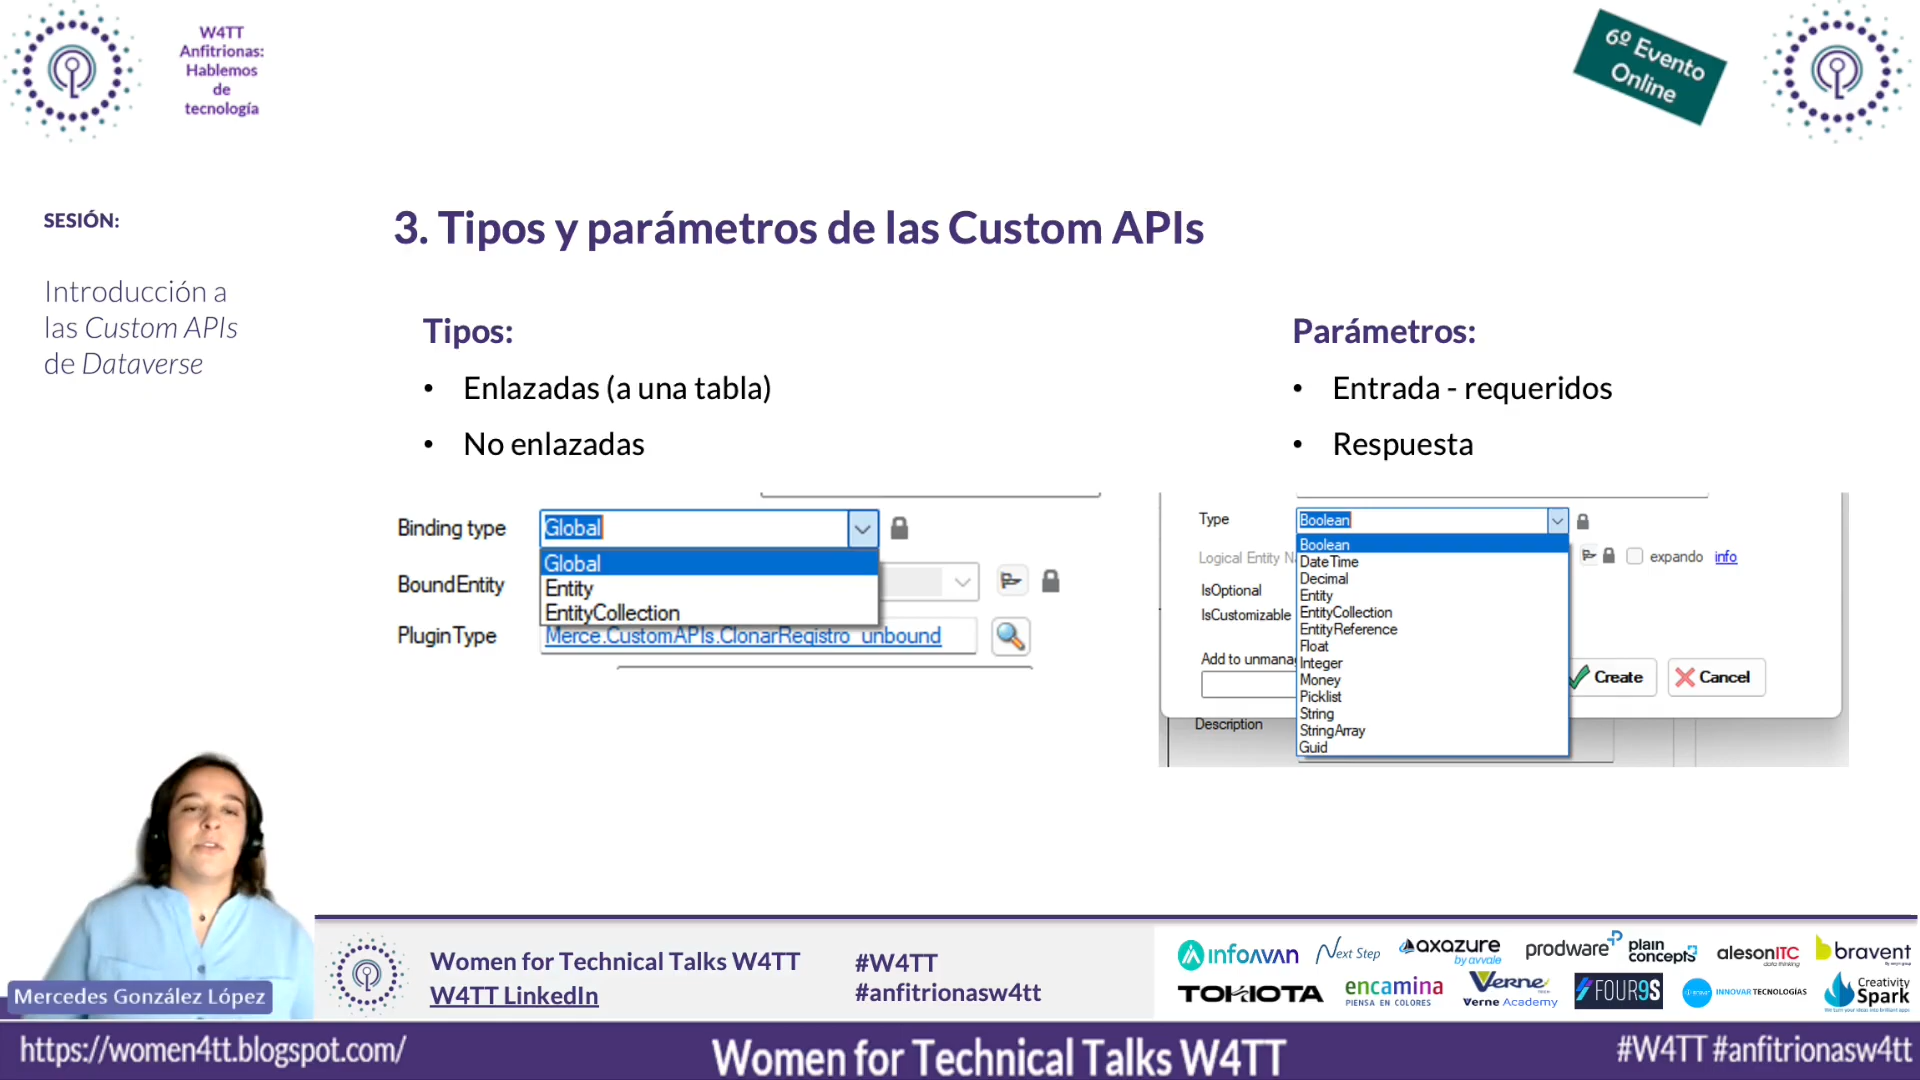 W4TT
Anfitrionas:
Hablemos
de
tecnología
6º Evento
Online
SESIÓN:
Introducción a
las Custom APIs
de Dataverse
3. Tipos y parámetros de las Custom APIs
Tipos:
• Enlazadas (a una tabla)
• No enlazadas
Parámetros:
• Entrada - requeridos
• Respuesta
Binding type
Global
Global
Entity
EntityCollection
BoundEntity
PluginType
Merce.CustomAPIs.ClonarRegistro_unbound
Type
Boolean
Boolean
DateTime
Decimal
Entity
EntityCollection
EntityReference
Float
Integer
Money
Picklist
String
StringArray
Guid
Logical Entity N
expando info
IsOptional
IsCustomizable
Add to unmana
Create
Cancel
Description
Mercedes González López
Women for Technical Talks W4TT
W4TT LinkedIn
#W4TT
#anfitrionasw4tt
infoavan
Next Step
axazure
by avvale
prodware
plain
concepts
alesonITC
data thinking
bravent
TOKIOTA
encamina
PIENSA EN COLORES
Verne
Verne Academy
FOUR9S
INNOVAR TECNOLOGÍAS
Creativity
Spark
https://women4tt.blogspot.com/
Women for Technical Talks W4TT
#W4TT #anfitrionasw4tt